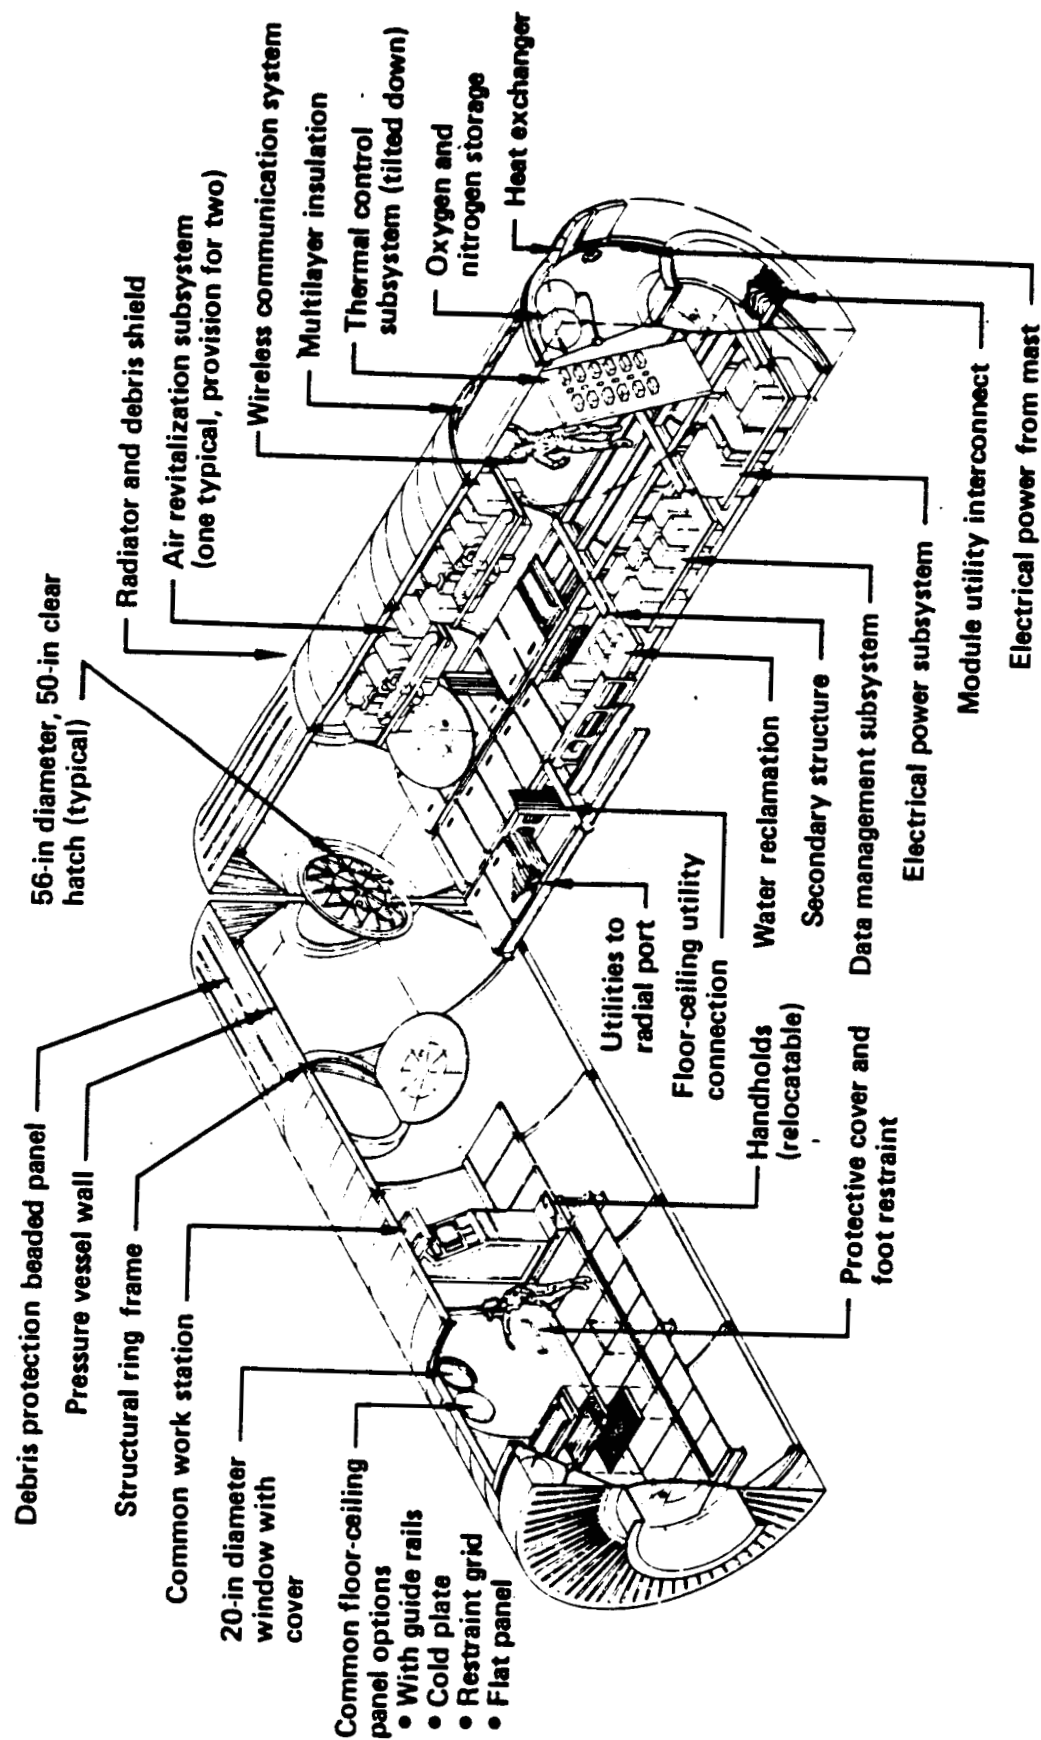 Debris protection beaded panel
Pressure vessel wall
Structural ring frame
Common work station
20-in diameter
window with
cover
Common floor-ceiling
panel options
• With guide rails
• Cold plate
• Restraint grid
• Flat panel
56-in diameter, 50-in clear
hatch (typical)
Radiator and debris shield
Air revitalization subsystem
(one typical, provision for two)
Wireless communication system
Multilayer insulation
Thermal control
subsystem (tilted down)
Oxygen and
nitrogen storage
Heat exchanger
Utilities to
radial port
Floor-ceiling utility
connection
Handholds
(relocatable)
Protective cover and
foot restraint
Water reclamation
Secondary structure
Data management subsystem
Electrical power subsystem
Module utility interconnect
Electrical power from mast